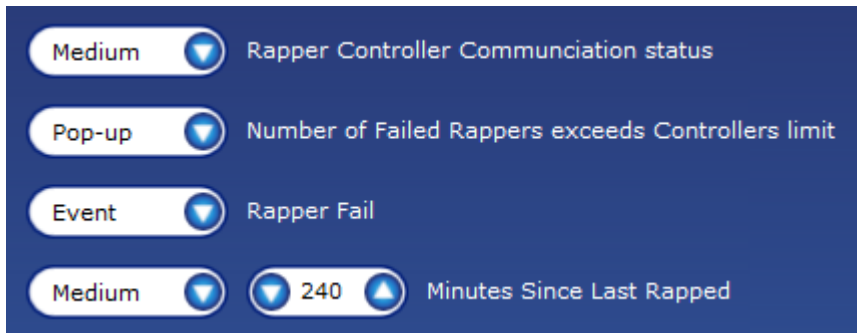 Medium Rapper Controller Communciation status
Pop-up Number of Failed Rappers exceeds Controllers limit
Event Rapper Fail
Medium 240 Minutes Since Last Rapped